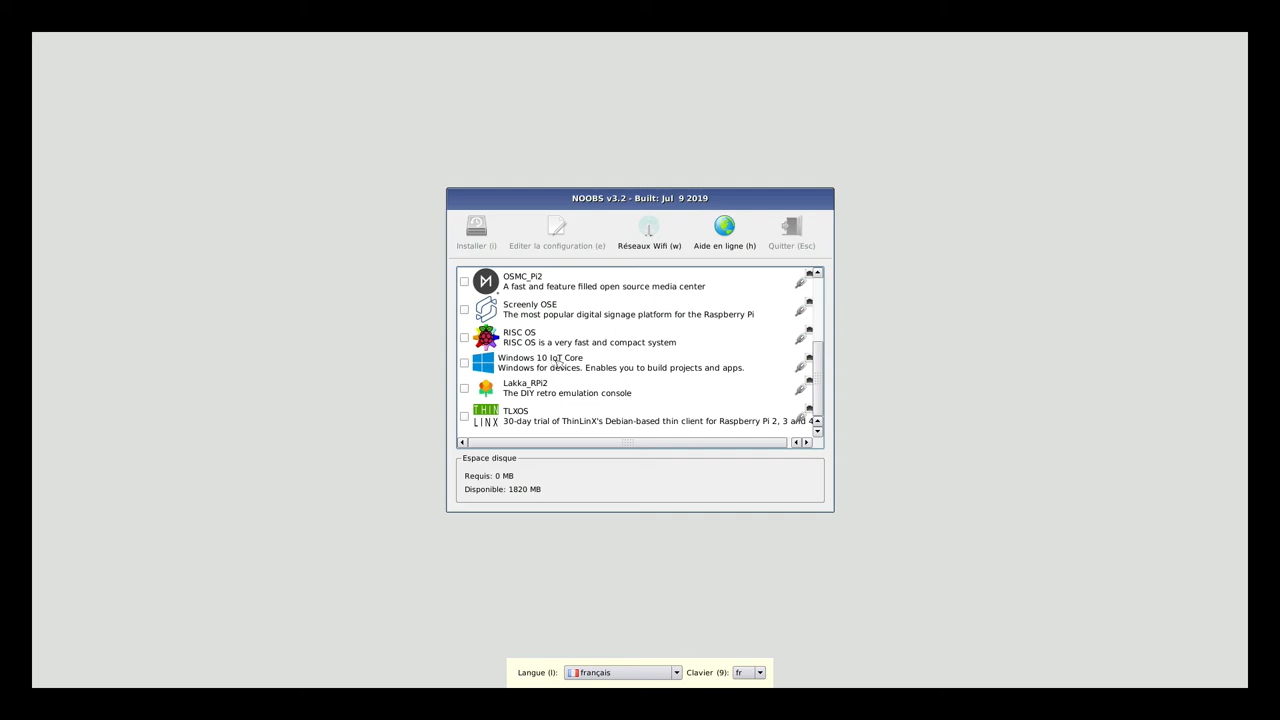 NOOBS v3.2 - Built: Jul 9 2019
Installer (i)
Editer la configuration (e)
Réseaux Wifi (w)
Aide en ligne (h)
Quitter (Esc)
OSMC_Pi2
A fast and feature filled open source media center
Screenly OSE
The most popular digital signage platform for the Raspberry Pi
RISC OS
RISC OS is a very fast and compact system
Windows 10 IoT Core
Windows for devices. Enables you to build projects and apps.
Lakka_RPi2
The DIY retro emulation console
THIN
LINX
TLXOS
30-day trial of ThinLinX's Debian-based thin client for Raspberry Pi 2, 3 and 4
Espace disque
Requis: 0 MB
Disponible: 1820 MB
Langue (l): français Clavier (9): fr